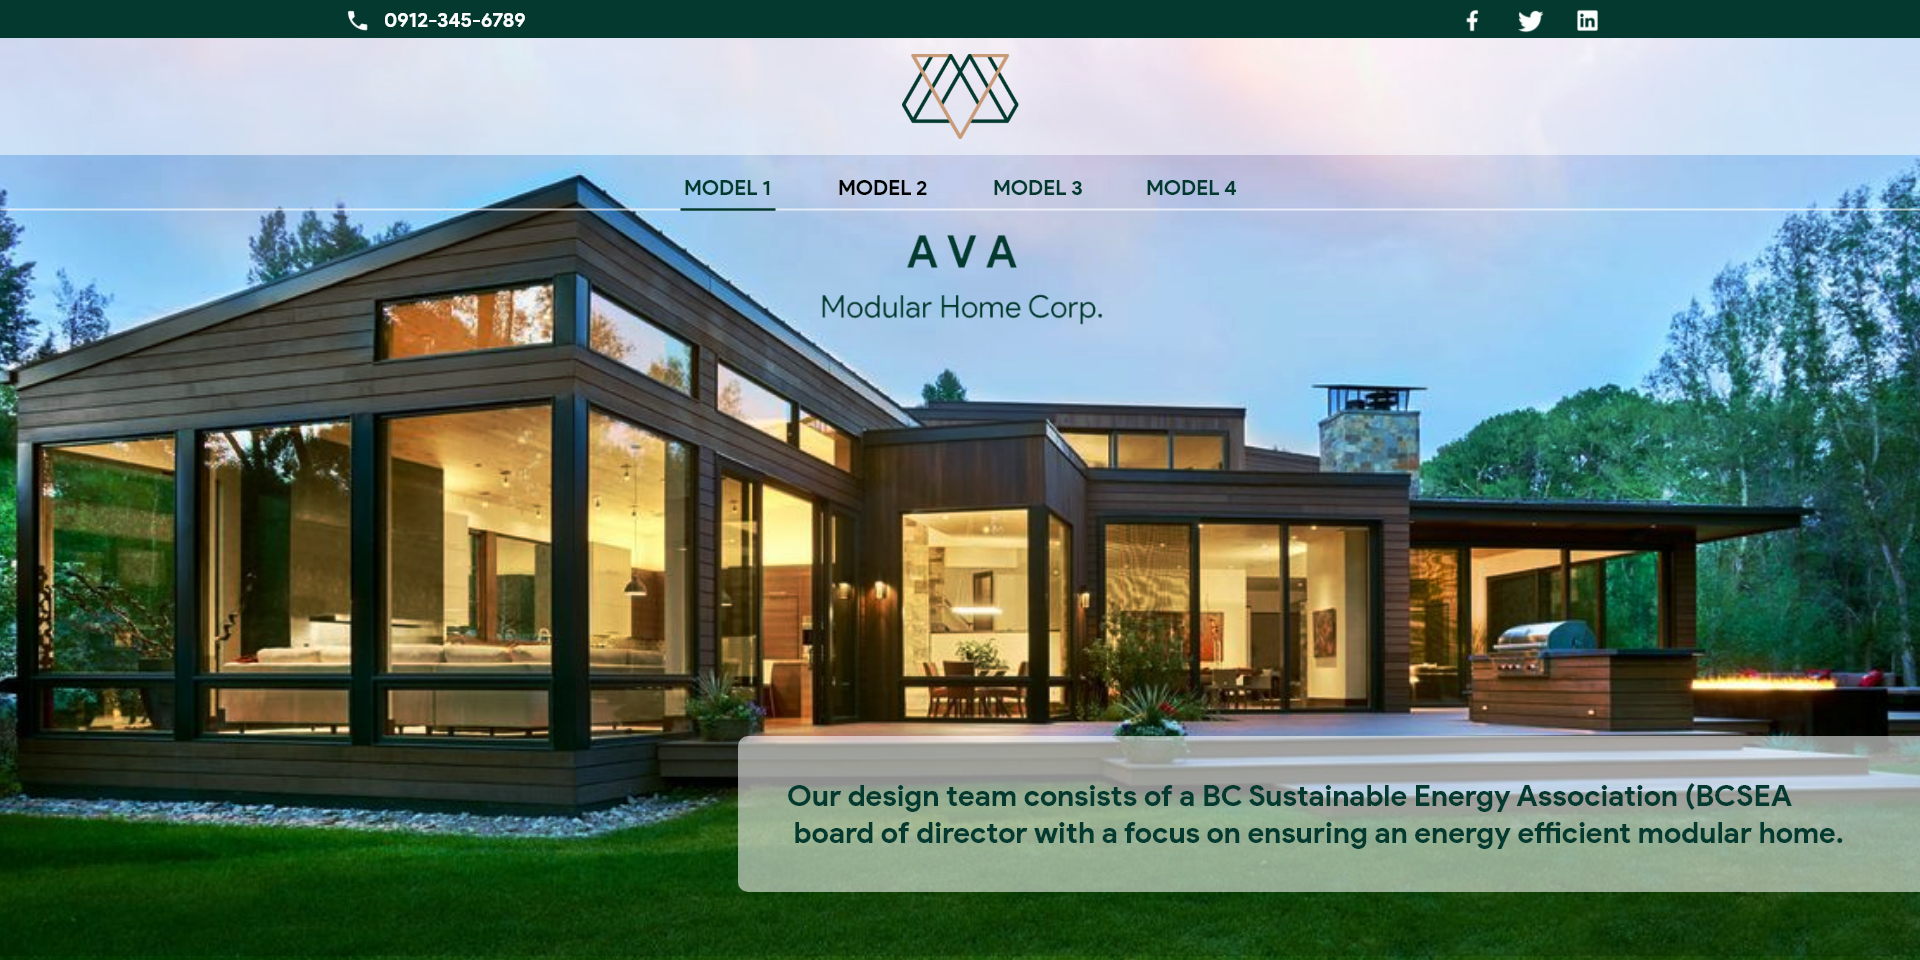 0912-345-6789
MODEL 1 MODEL 2 MODEL 3 MODEL 4
AVA
Modular Home Corp.
Our design team consists of a BC Sustainable Energy Association (BCSEA
board of director with a focus on ensuring an energy efficient modular home.